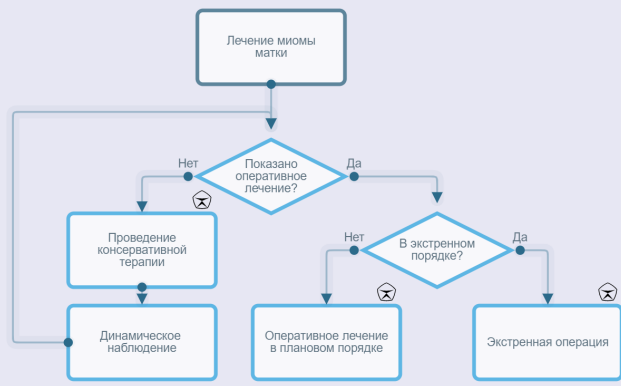 Лечение миомы
матки
Нет
Показано
оперативное
лечение?
Да
Проведение
консервативной
терапии
Нет
В экстренном
порядке?
Да
Динамическое
наблюдение
Оперативное лечение
в плановом порядке
Экстренная операция